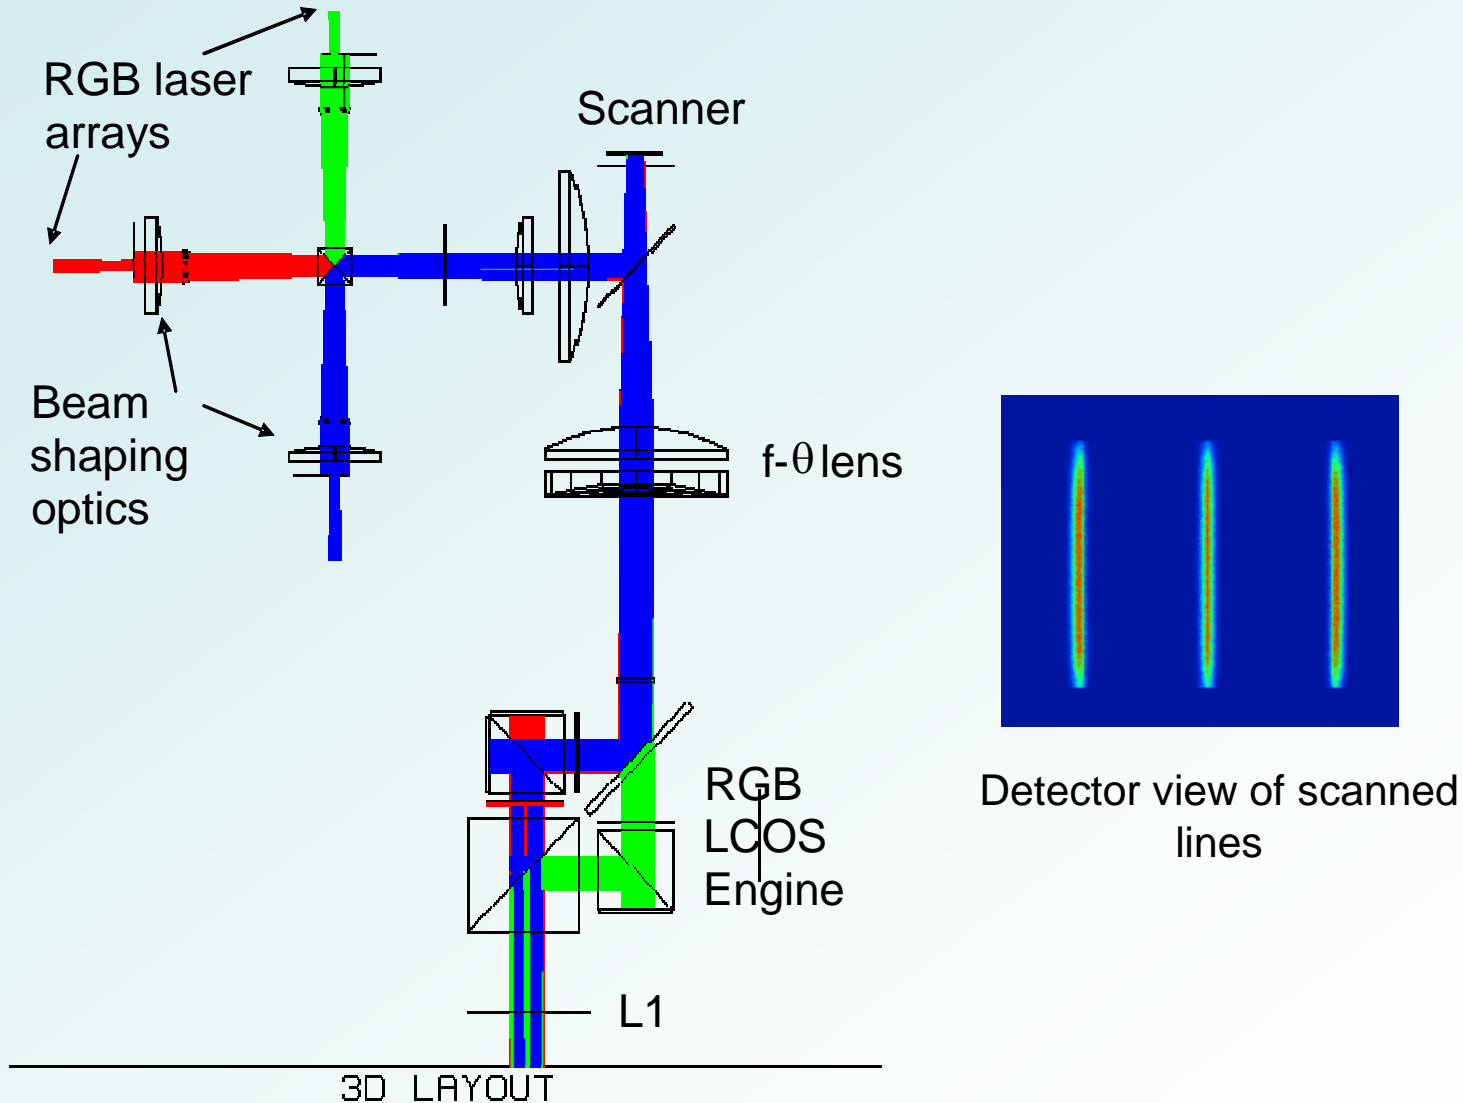 RGB laser
arrays
Scanner
Beam
shaping
optics
f-θ lens
RGB
LCOS
Engine
Detector view of scanned
lines
L1
3D LAYOUT